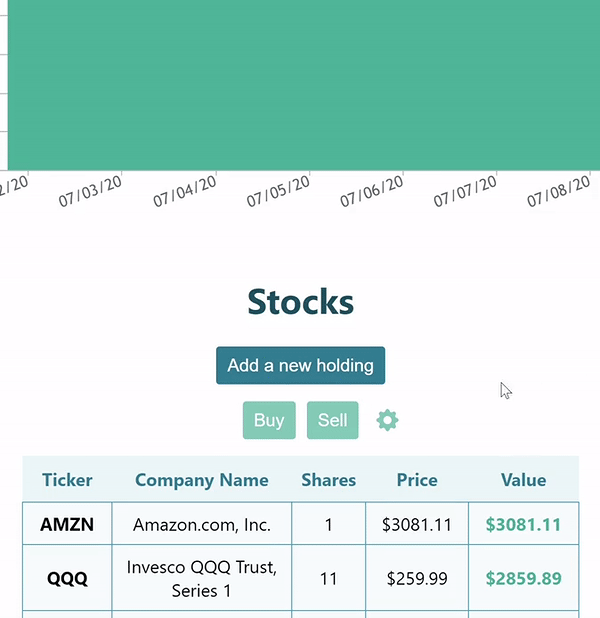 2/20 07/03/20 07/04/20 07/05/20 07/06/20 07/07/20 07/08/20
Stocks
Add a new holding
Buy Sell
Ticker Company Name Shares Price Value
AMZN Amazon.com, Inc. 1 $3081.11 $3081.11
QQQ Invesco QQQ Trust, Series 1 11 $259.99 $2859.89